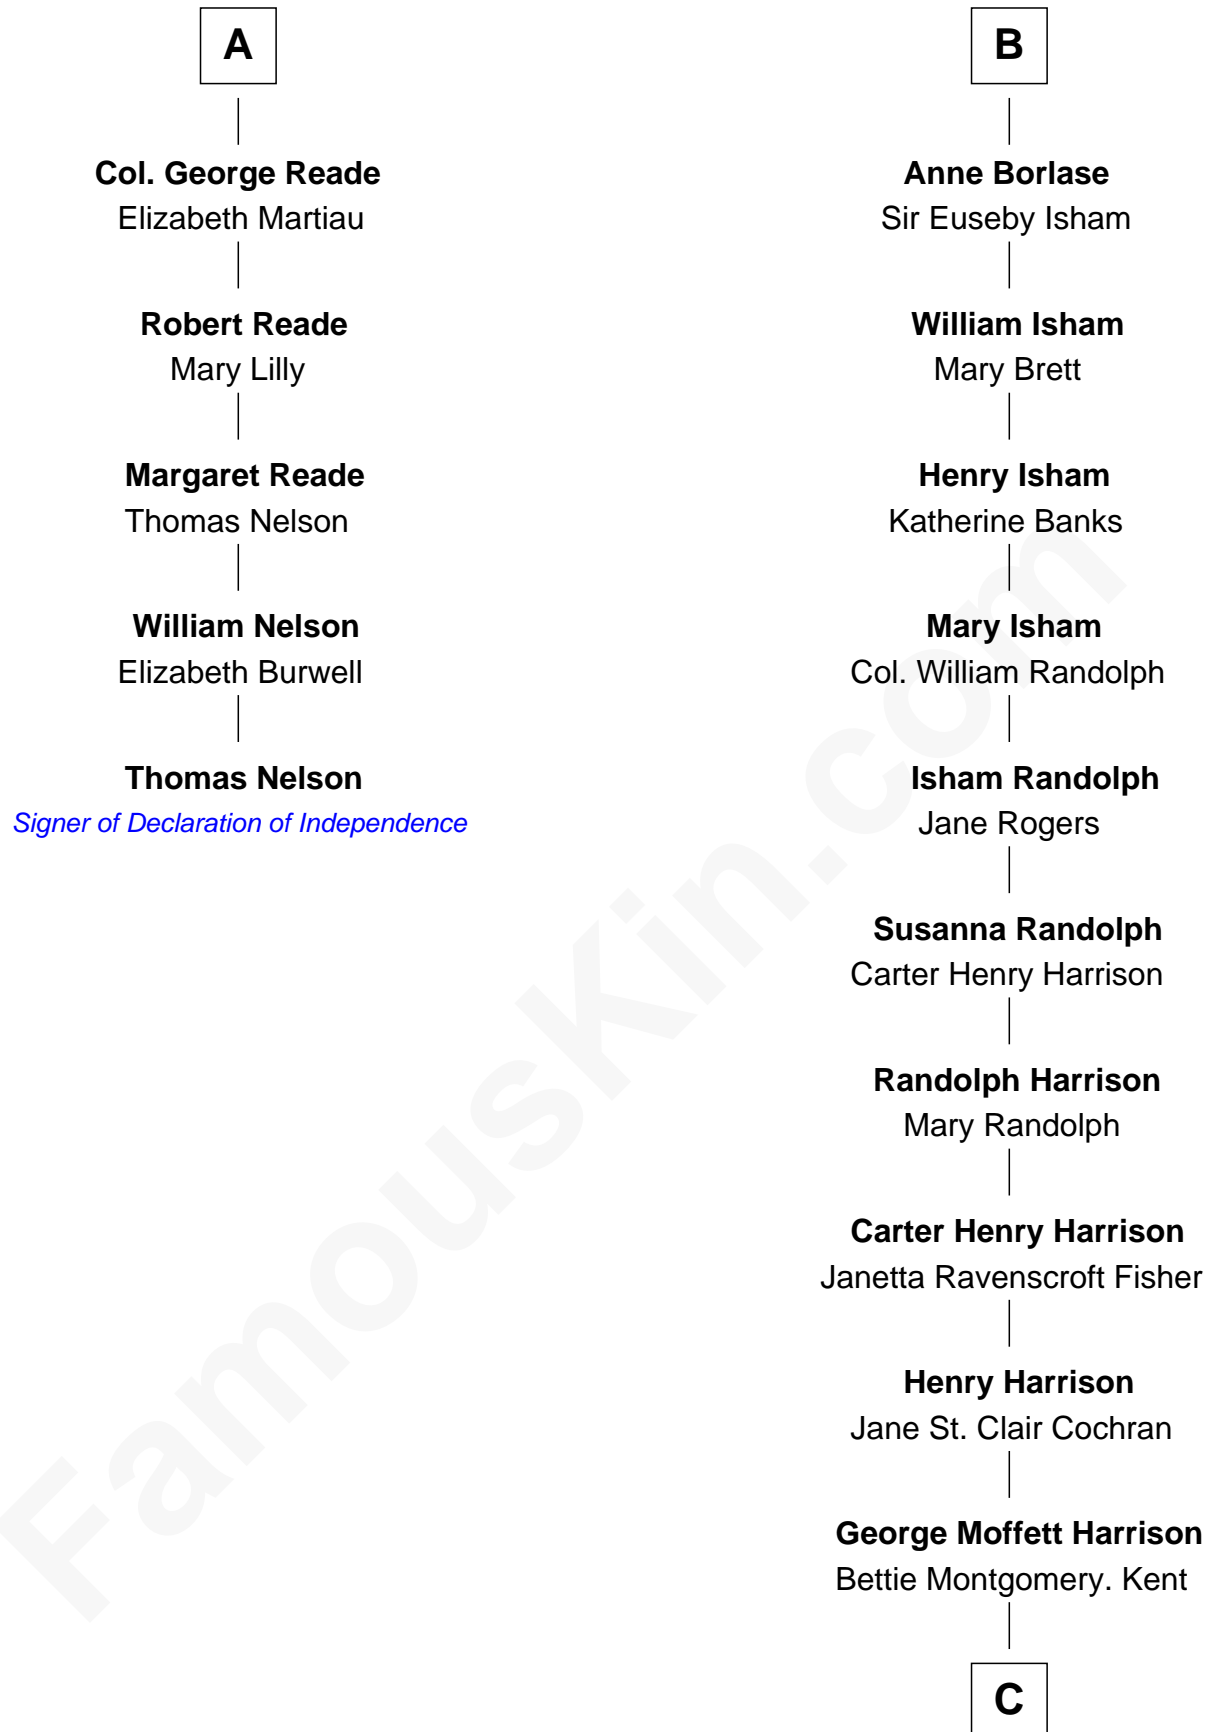 A
Col. George Reade
Elizabeth Martiau
Robert Reade
Mary Lilly
Margaret Reade
Thomas Nelson
William Nelson
Elizabeth Burwell
Thomas Nelson
Signer of Declaration of Independence
B
Anne Borlase
Sir Euseby Isham
William Isham
Mary Brett
Henry Isham
Katherine Banks
Mary Isham
Col. William Randolph
Isham Randolph
Jane Rogers
Susanna Randolph
Carter Henry Harrison
Randolph Harrison
Mary Randolph
Carter Henry Harrison
Janetta Ravenscroft Fisher
Henry Harrison
Jane St. Clair Cochran
George Moffett Harrison
Bettie Montgomery. Kent
C
FamousKin.com